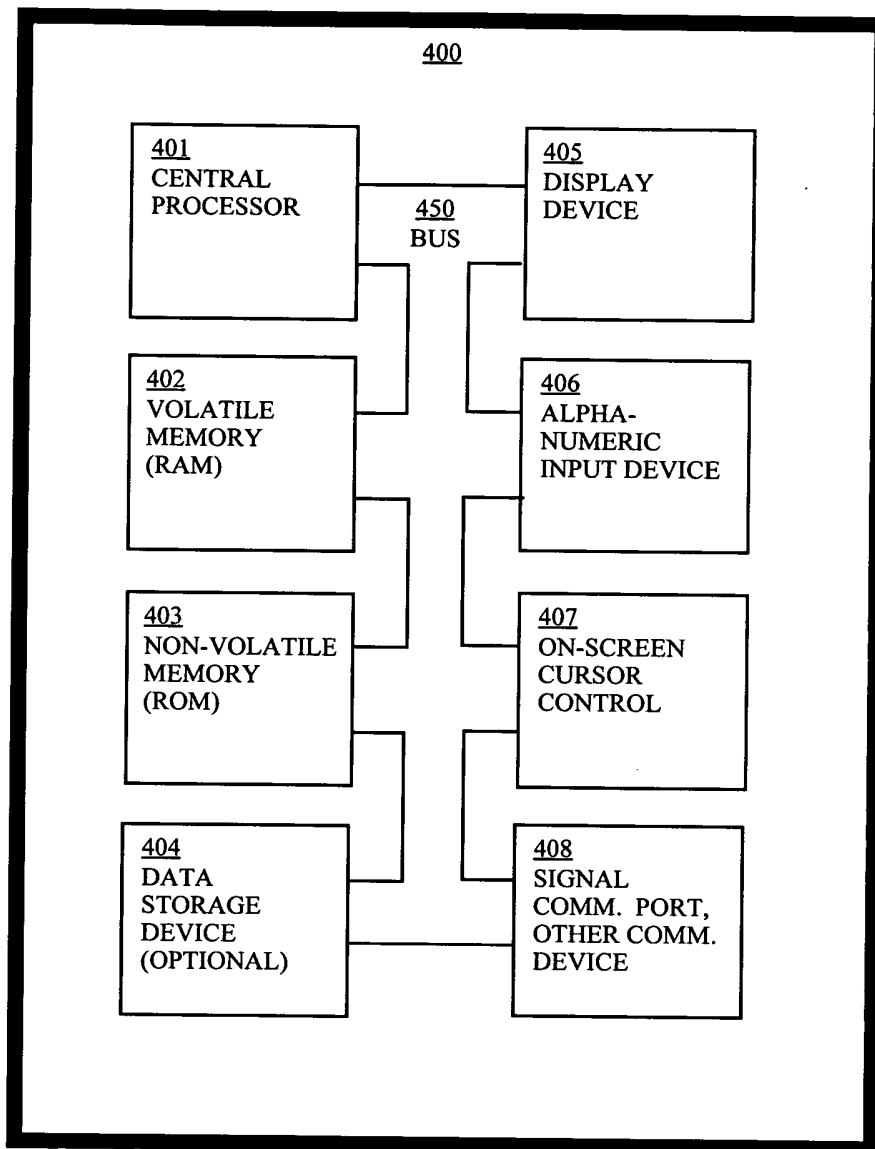 400
401
CENTRAL
PROCESSOR
405
DISPLAY
DEVICE
450
BUS
402
VOLATILE
MEMORY
(RAM)
406
ALPHA-
NUMERIC
INPUT DEVICE
403
NON-VOLATILE
MEMORY
(ROM)
407
ON-SCREEN
CURSOR
CONTROL
404
DATA
STORAGE
DEVICE
(OPTIONAL)
408
SIGNAL
COMM. PORT,
OTHER COMM.
DEVICE